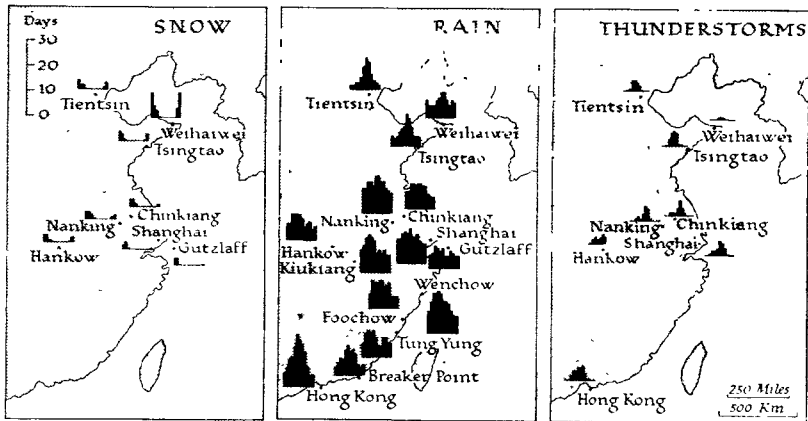 Days
30
20
10
0
SNOW
Tientsin
Weihaiwei
Tsingtao
Chinkiang
Nanking
Shanghai
Gutzlaff
Hankow
RAIN
Tientsin
Weihaiwei
Tsingtao
Nanking
Chinkiang
Shanghai
Hankow
Gutzlaff
Kiukiang
Wenchow
Foochow
Tung Yung
Breaker Point
Hong Kong
THUNDERSTORMS
Tientsin
Weihaiwei
Tsingtao
Nanking
Chinkiang
Shanghai
Hankow
Hong Kong
250 Miles
500 Km